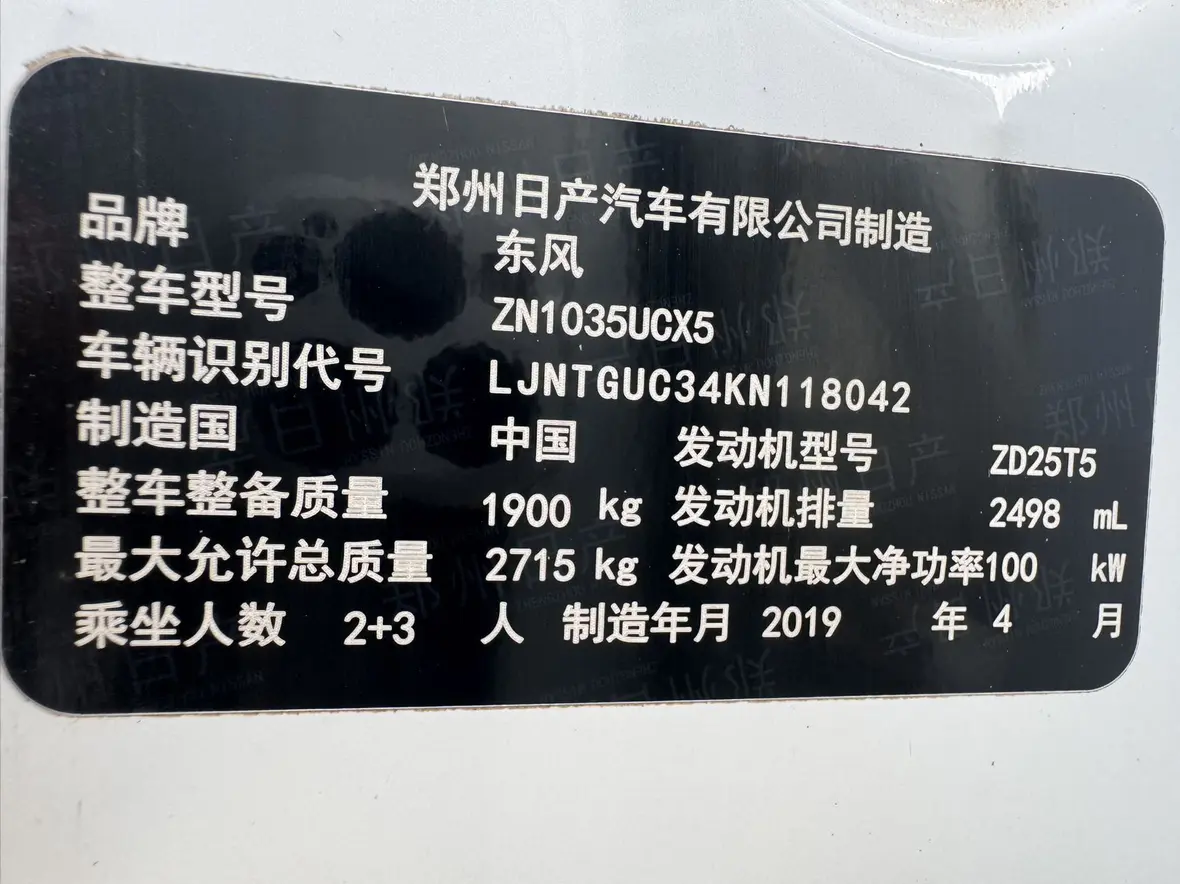 郑州日产汽车有限公司制造
品牌 东风
整车型号 ZN1035UCX5
车辆识别代号 LJNTGUC34KN118042
制造国 中国 发动机型号 ZD25T5
整车整备质量 1900 kg 发动机排量 2498 mL
最大允许总质量 2715 kg 发动机最大净功率100 kW
乘坐人数 2+3 人 制造年月 2019 年 4 月